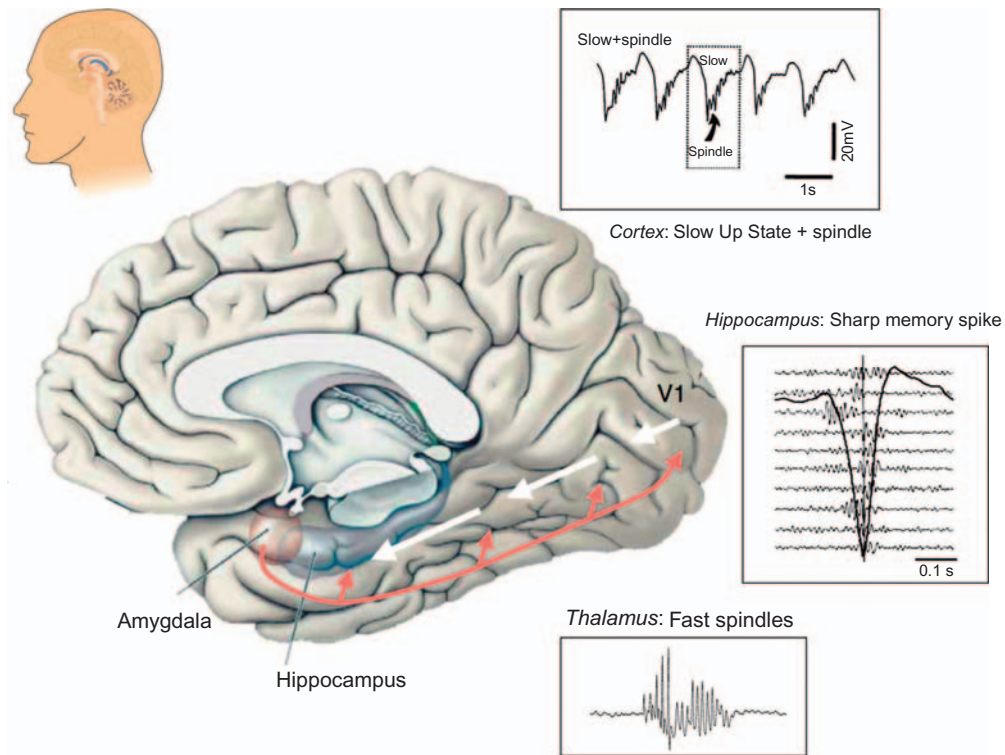 Slow+spindle
Slow
Spindle
20mV
1s
Cortex: Slow Up State + spindle
Hippocampus: Sharp memory spike
V1
0.1 s
Amygdala
Hippocampus
Thalamus: Fast spindles